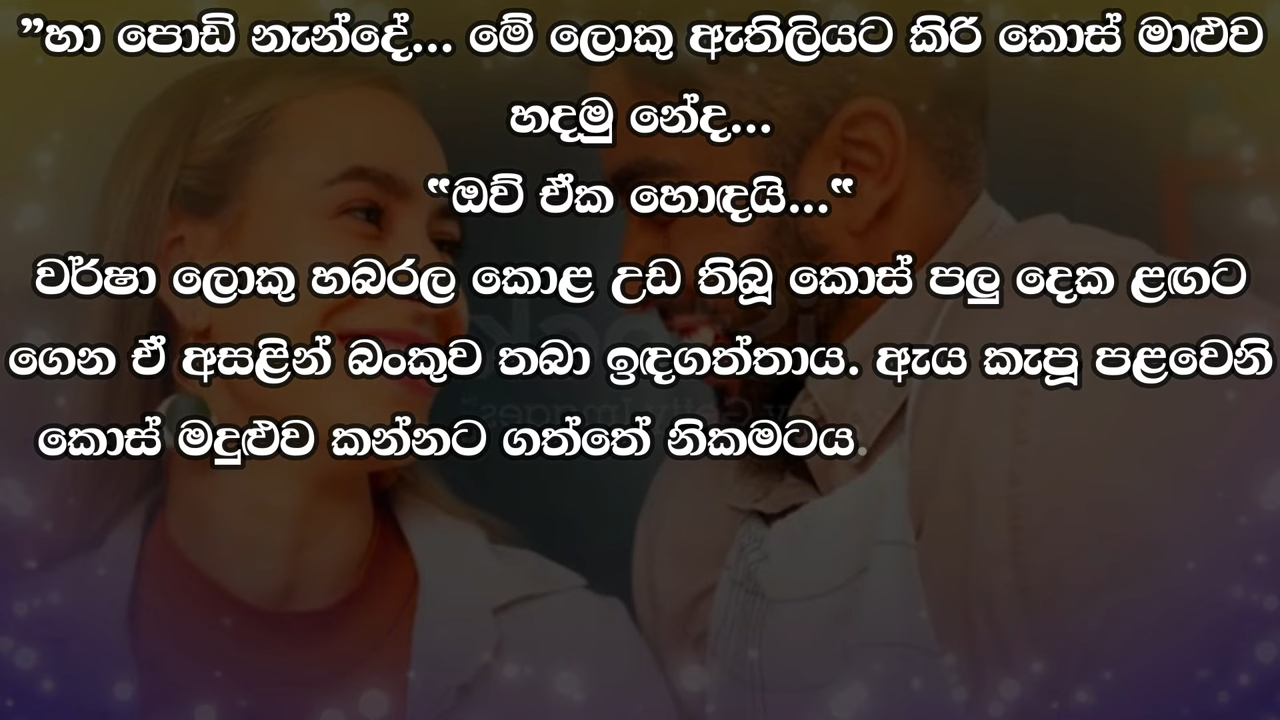 ”හා පොඩි නැන්දේ... මේ ලොකු ඇතිලියට කිරි කොස් මාළුව
හදමු නේද...
“ඔව් ඒක හොඳයි...“
වර්ෂා ලොකු හබරල කොළ උඩ තිබූ කොස් පලු දෙක ළඟට
ගෙන ඒ අසළින් බංකුව තබා ඉඳගත්තාය. ඇය කැපූ පළවෙනි
කොස් මදුළුව කන්නට ගත්තේ නිකමටය.